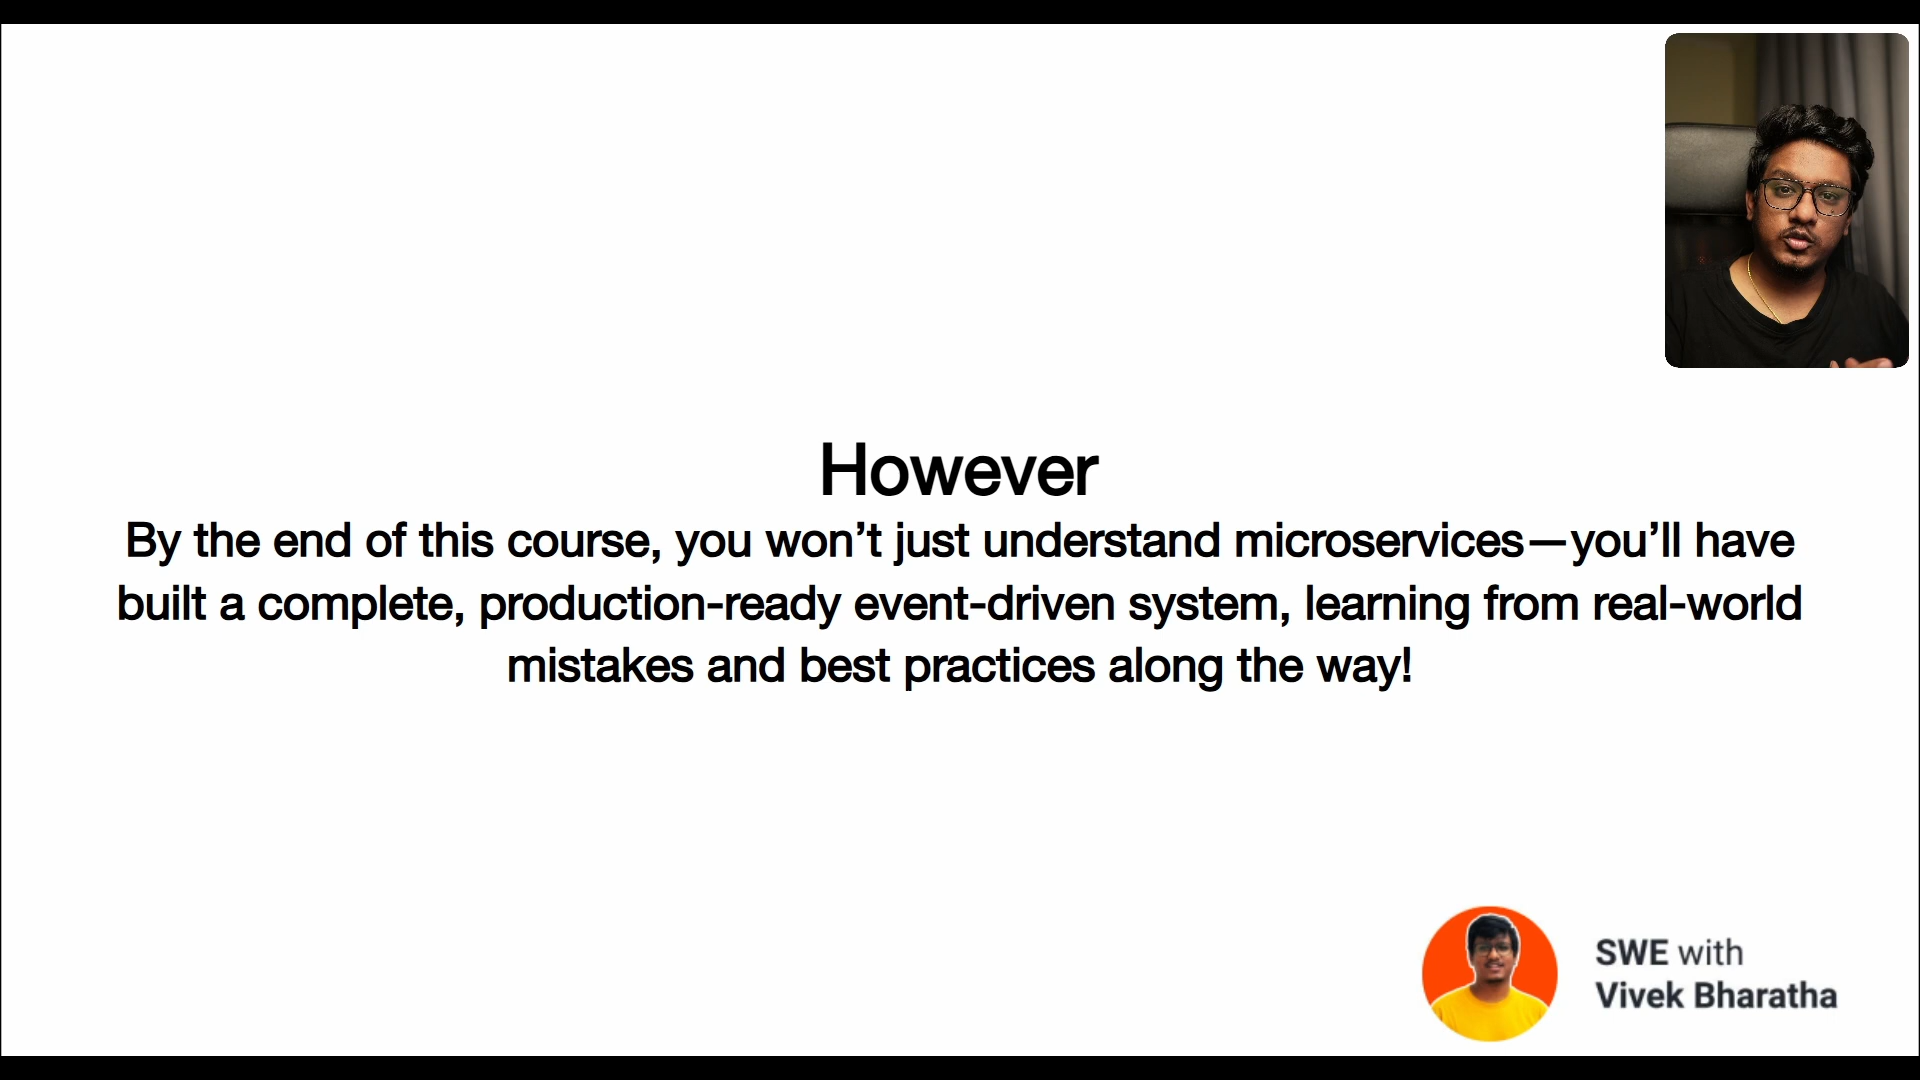 However
By the end of this course, you won’t just understand microservices—you’ll have
built a complete, production-ready event-driven system, learning from real-world
mistakes and best practices along the way!
SWE with
Vivek Bharatha